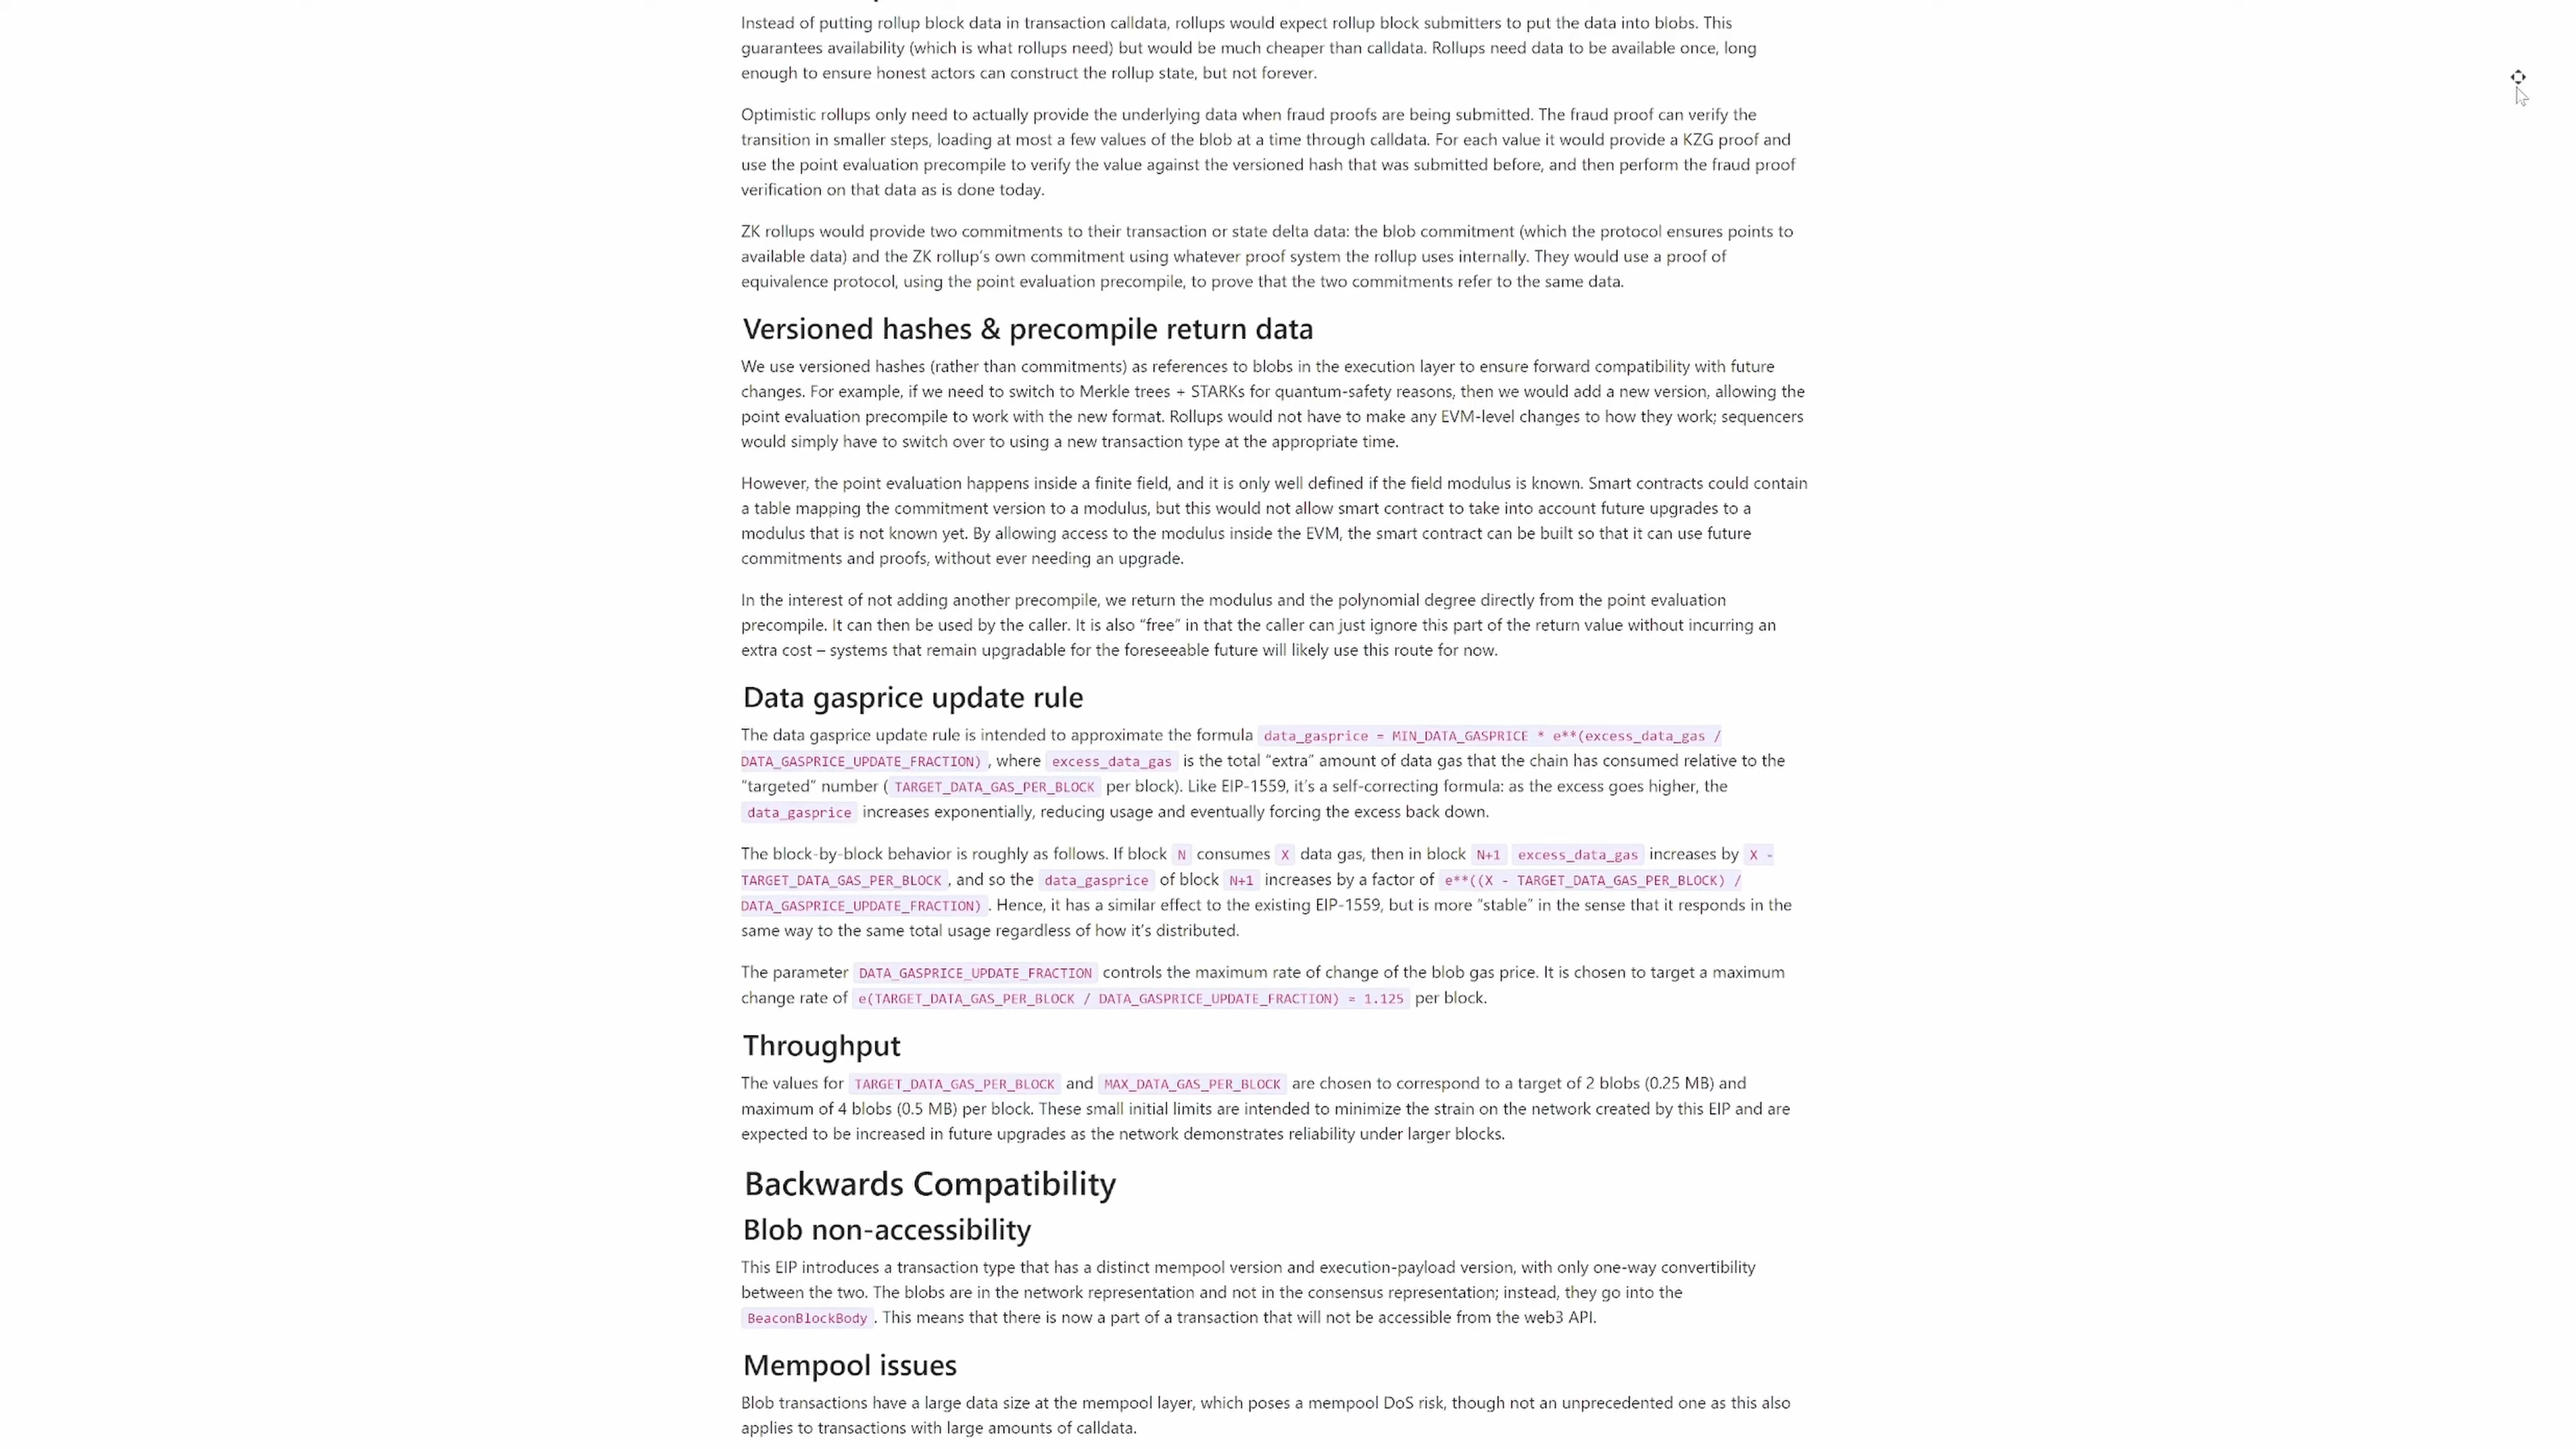 Instead of putting rollup block data in transaction calldata, rollups would expect rollup block submitters to put the data into blobs. This
guarantees availability (which is what rollups need) but would be much cheaper than calldata. Rollups need data to be available once, long
enough to ensure honest actors can construct the rollup state, but not forever.
Optimistic rollups only need to actually provide the underlying data when fraud proofs are being submitted. The fraud proof can verify the
transition in smaller steps, loading at most a few values of the blob at a time through calldata. For each value it would provide a KZG proof and
use the point evaluation precompile to verify the value against the versioned hash that was submitted before, and then perform the fraud proof
verification on that data as is done today.
ZK rollups would provide two commitments to their transaction or state delta data: the blob commitment (which the protocol ensures points to
available data) and the ZK rollup's own commitment using whatever proof system the rollup uses internally. They would use a proof of
equivalence protocol, using the point evaluation precompile, to prove that the two commitments refer to the same data.
Versioned hashes & precompile return data
We use versioned hashes (rather than commitments) as references to blobs in the execution layer to ensure forward compatibility with future
changes. For example, if we need to switch to Merkle trees + STARKs for quantum-safety reasons, then we would add a new version, allowing the
point evaluation precompile to work with the new format. Rollups would not have to make any EVM-level changes to how they work; sequencers
would simply have to switch over to using a new transaction type at the appropriate time.
However, the point evaluation happens inside a finite field, and it is only well defined if the field modulus is known. Smart contracts could contain
a table mapping the commitment version to a modulus, but this would not allow smart contract to take into account future upgrades to a
modulus that is not known yet. By allowing access to the modulus inside the EVM, the smart contract can be built so that it can use future
commitments and proofs, without ever needing an upgrade.
In the interest of not adding another precompile, we return the modulus and the polynomial degree directly from the point evaluation
precompile. It can then be used by the caller. It is also “free” in that the caller can just ignore this part of the return value without incurring an
extra cost – systems that remain upgradable for the foreseeable future will likely use this route for now.
Data gasprice update rule
The data gasprice update rule is intended to approximate the formula data_gasprice = MIN_DATA_GASPRICE * e**(excess_data_gas /
DATA_GASPRICE_UPDATE_FRACTION) , where excess_data_gas is the total “extra” amount of data gas that the chain has consumed relative to the
“targeted” number ( TARGET_DATA_GAS_PER_BLOCK per block). Like EIP-1559, it's a self-correcting formula: as the excess goes higher, the
data_gasprice increases exponentially, reducing usage and eventually forcing the excess back down.
The block-by-block behavior is roughly as follows. If block N consumes X data gas, then in block N+1 excess_data_gas increases by X -
TARGET_DATA_GAS_PER_BLOCK , and so the data_gasprice of block N+1 increases by a factor of e**((X - TARGET_DATA_GAS_PER_BLOCK) /
DATA_GASPRICE_UPDATE_FRACTION) . Hence, it has a similar effect to the existing EIP-1559, but is more “stable” in the sense that it responds in the
same way to the same total usage regardless of how it's distributed.
The parameter DATA_GASPRICE_UPDATE_FRACTION controls the maximum rate of change of the blob gas price. It is chosen to target a maximum
change rate of e(TARGET_DATA_GAS_PER_BLOCK / DATA_GASPRICE_UPDATE_FRACTION) ≈ 1.125 per block.
Throughput
The values for TARGET_DATA_GAS_PER_BLOCK and MAX_DATA_GAS_PER_BLOCK are chosen to correspond to a target of 2 blobs (0.25 MB) and
maximum of 4 blobs (0.5 MB) per block. These small initial limits are intended to minimize the strain on the network created by this EIP and are
expected to be increased in future upgrades as the network demonstrates reliability under larger blocks.
Backwards Compatibility
Blob non-accessibility
This EIP introduces a transaction type that has a distinct mempool version and execution-payload version, with only one-way convertibility
between the two. The blobs are in the network representation and not in the consensus representation; instead, they go into the
BeaconBlockBody . This means that there is now a part of a transaction that will not be accessible from the web3 API.
Mempool issues
Blob transactions have a large data size at the mempool layer, which poses a mempool DoS risk, though not an unprecedented one as this also
applies to transactions with large amounts of calldata.